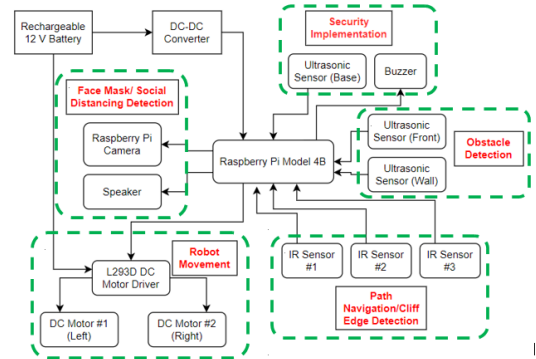 Rechargeable
12 V Battery
DC-DC
Converter
Security
Implementation
Ultrasonic
Sensor (Base)
Buzzer
Face Mask/ Social
Distancing Detection
Raspberry Pi
Camera
Speaker
Raspberry Pi Model 4B
Ultrasonic
Sensor (Front)
Ultrasonic
Sensor (Wall)
Obstacle
Detection
Robot
Movement
L293D DC
Motor Driver
DC Motor #1
(Left)
DC Motor #2
(Right)
IR Sensor
#1
IR Sensor
#2
IR Sensor
#3
Path
Navigation/Cliff
Edge Detection